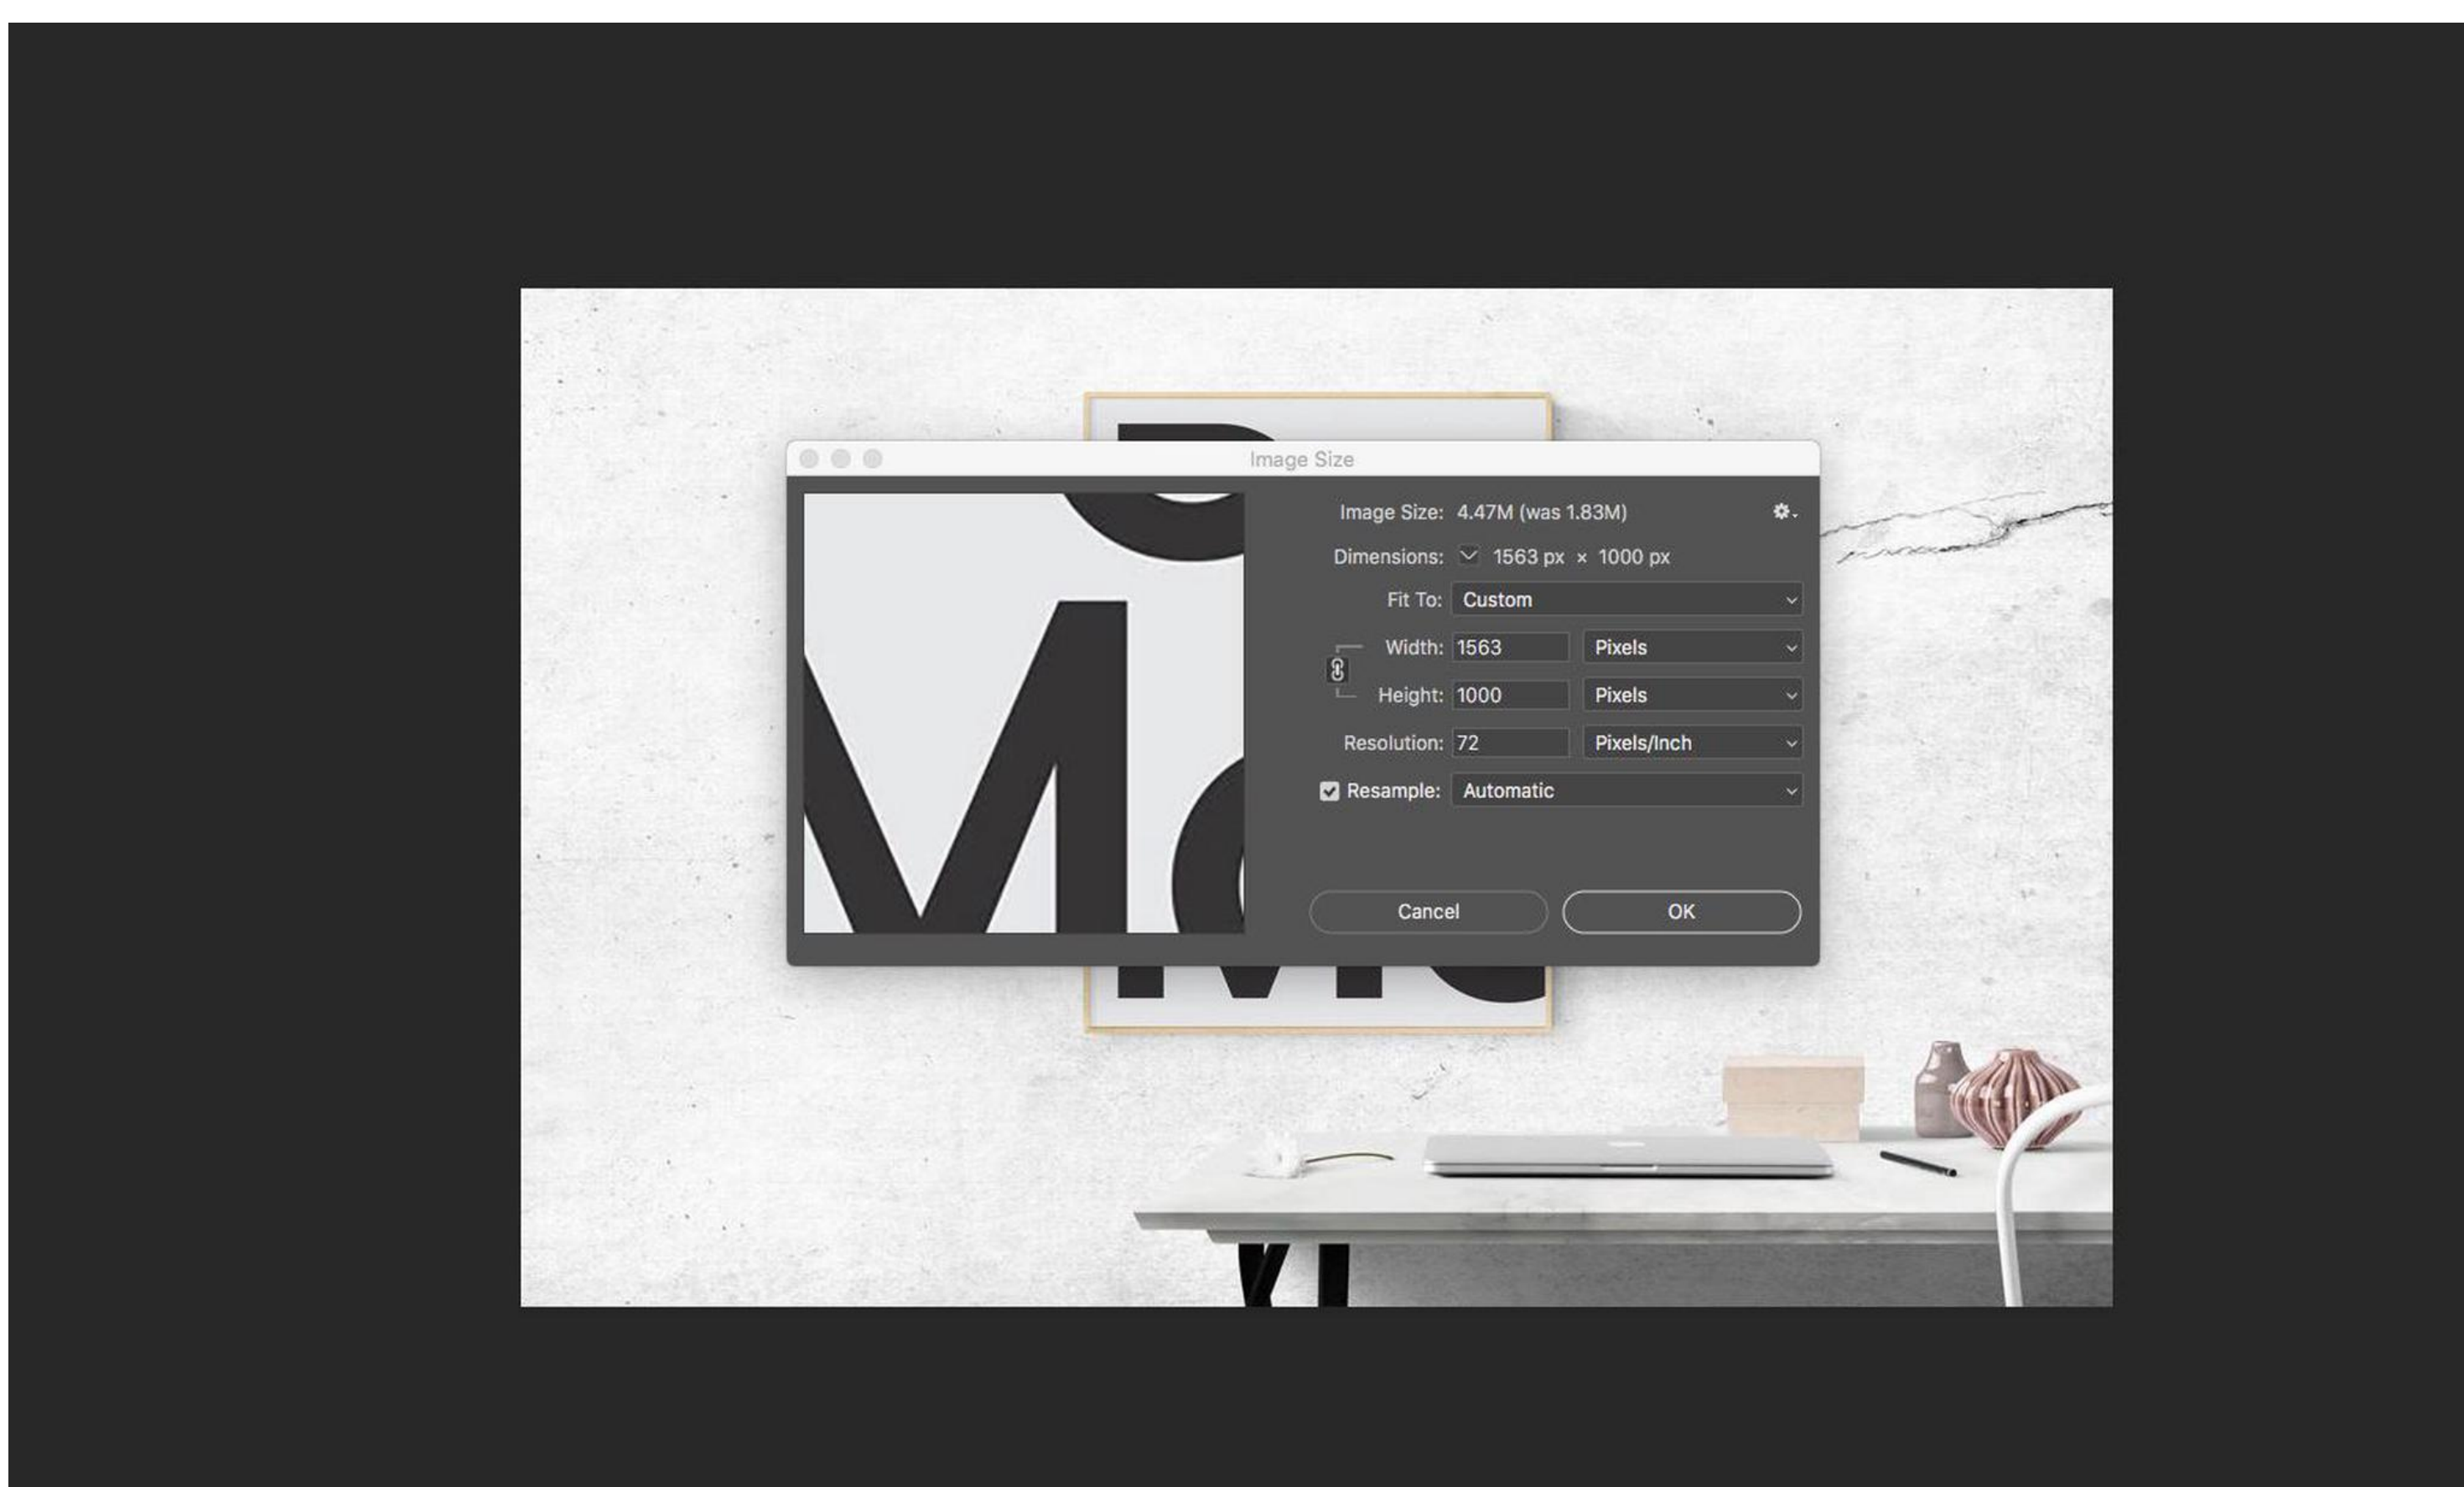 Image Size
Image Size: 4.47M (was 1.83M)
Dimensions: 1563 px × 1000 px
Fit To: Custom
Width: 1563 Pixels
Height: 1000 Pixels
Resolution: 72 Pixels/Inch
Resample: Automatic
Cancel OK
M